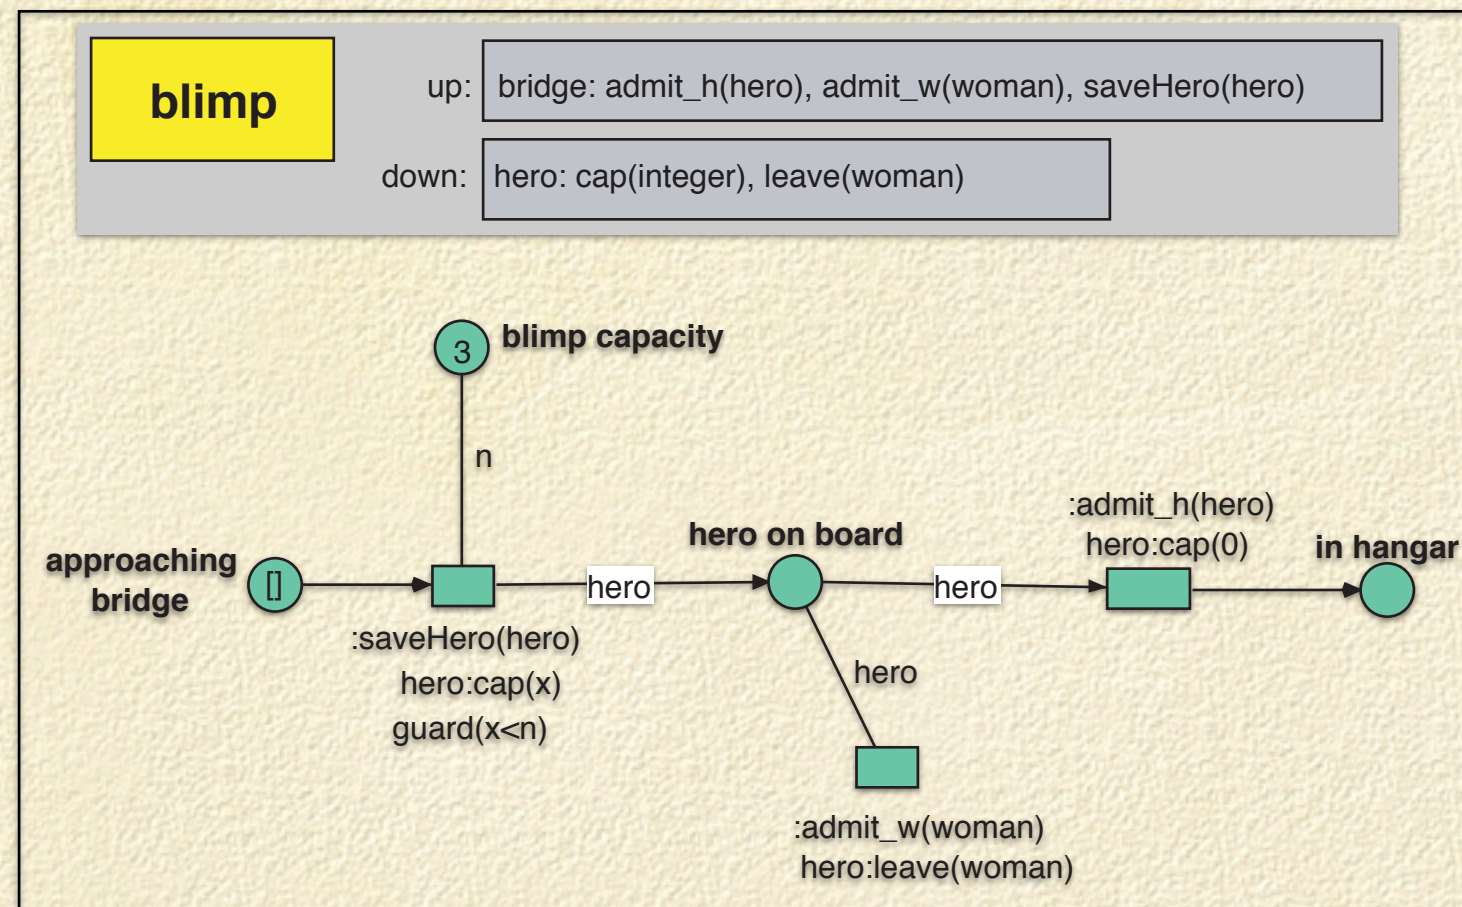 blimp
up:
bridge: admit_h(hero), admit_w(woman), saveHero(hero)
down:
hero: cap(integer), leave(woman)
3
blimp capacity
n
approaching
bridge
[]
:saveHero(hero)
hero:cap(x)
guard(x<n)
hero
hero on board
hero
:admit_h(hero)
hero:cap(0)
in hangar
hero
:admit_w(woman)
hero:leave(woman)